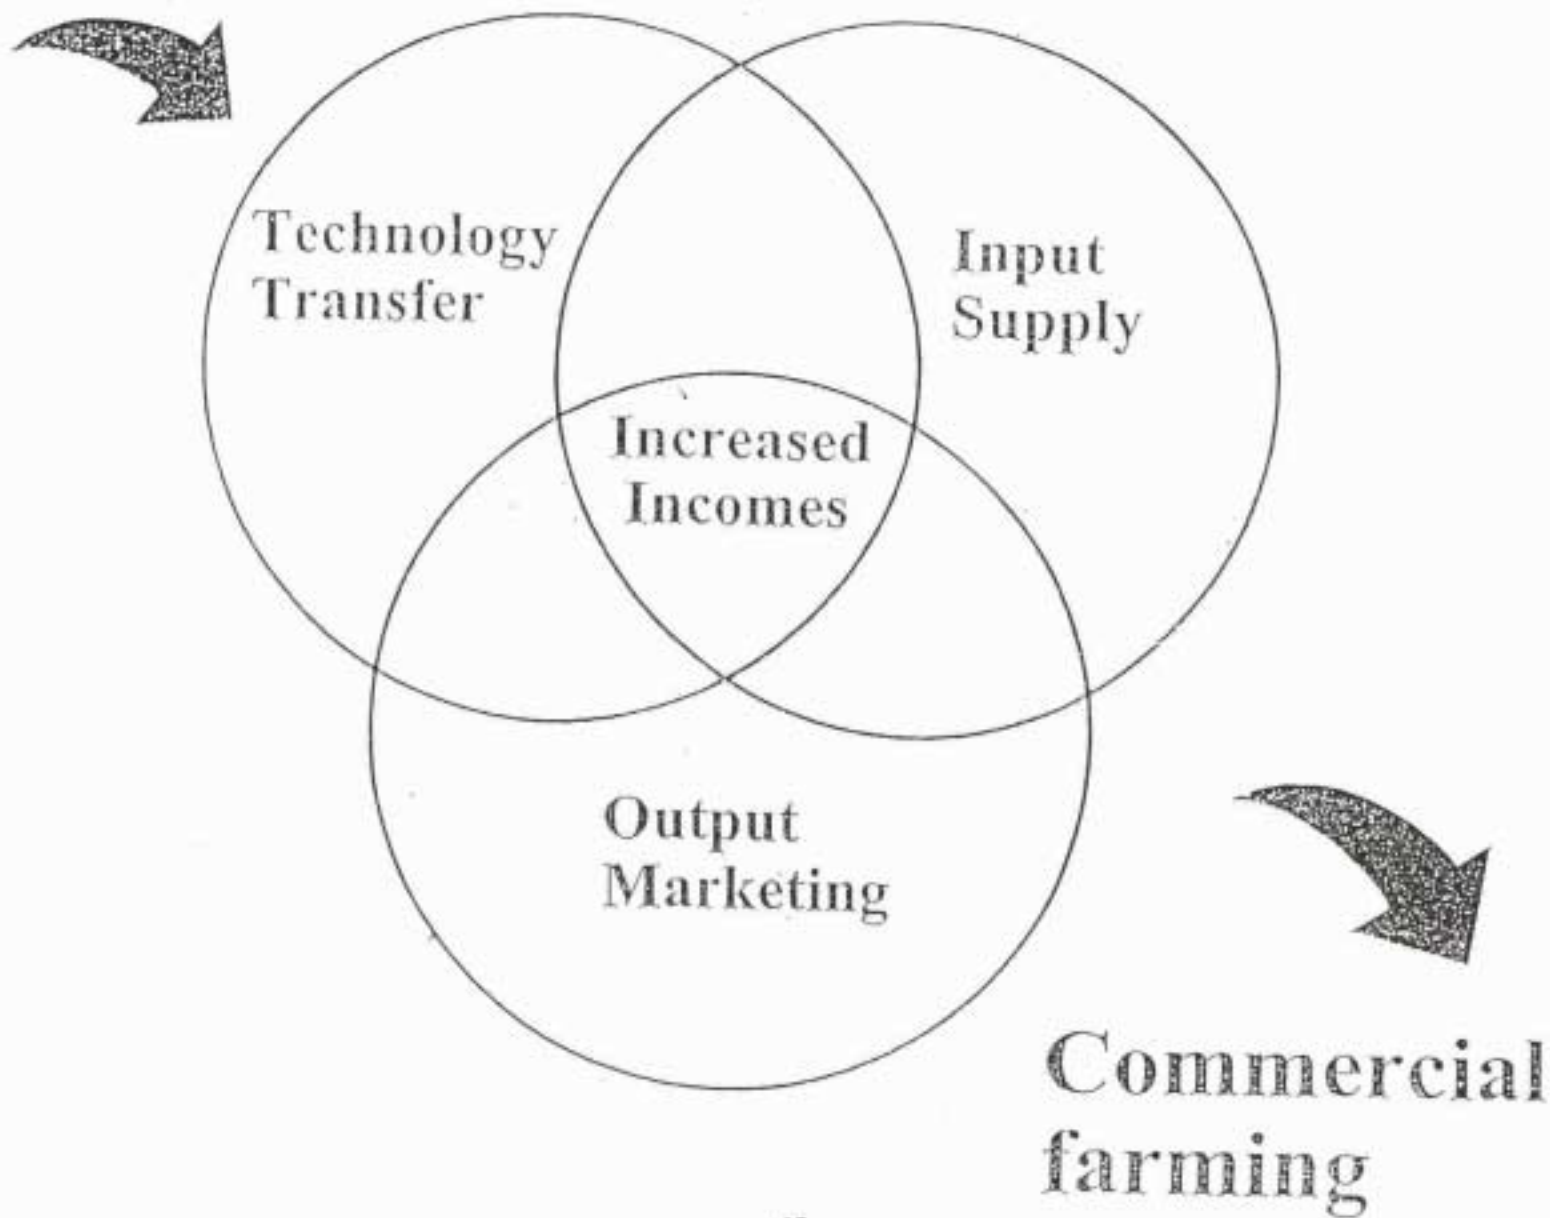 Technology
Transfer
Input
Supply
Increased
Incomes
Output
Marketing
Commercial
farming